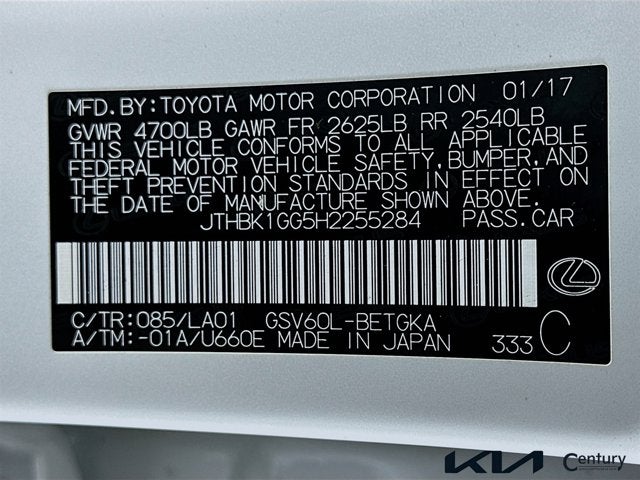 MFD. BY: TOYOTA MOTOR CORPORATION 01/17
GVWR 4700LB GAWR FR 2625LB RR 2540LB
THIS VEHICLE CONFORMS TO ALL APPLICABLE
FEDERAL MOTOR VEHICLE SAFETY, BUMPER, AND
THEFT PREVENTION STANDARDS IN EFFECT ON
THE DATE OF MANUFACTURE SHOWN ABOVE.
JTHBK1GG5H2255284 PASS. CAR
C/TR: 085/LA01 GSV60L-BETGKA
A/TM: -01A/U660E MADE IN JAPAN 333 C
KIA Century